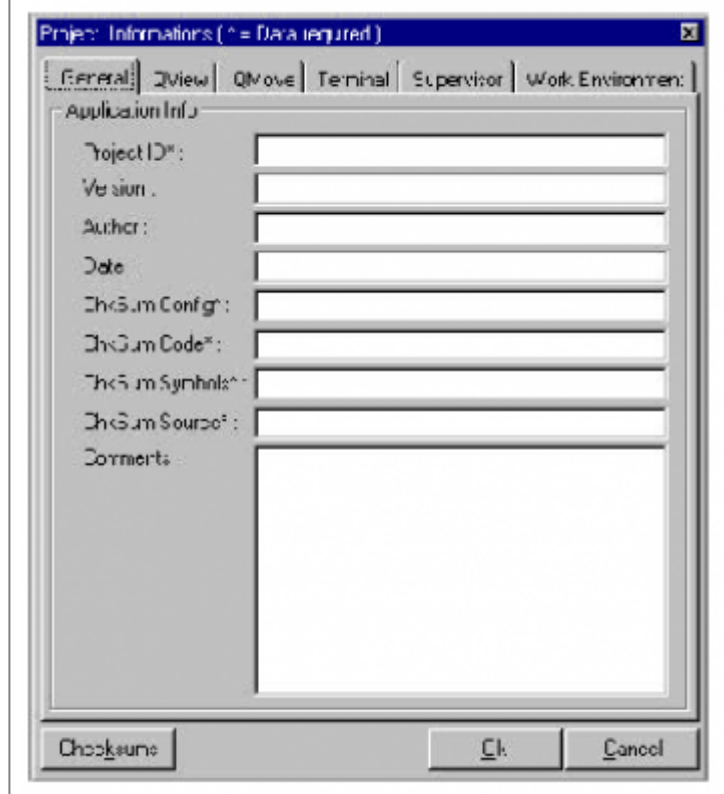 Project Informations ( * = Data required )
General QView QMove Terminal Supervisor Work Environment
Application Info
Project ID* :
Version :
Author :
Date
ChkSum Config* :
ChkSum Code* :
ChkSum Symbols* :
ChkSum Source* :
Comments
Checksums Ok Cancel